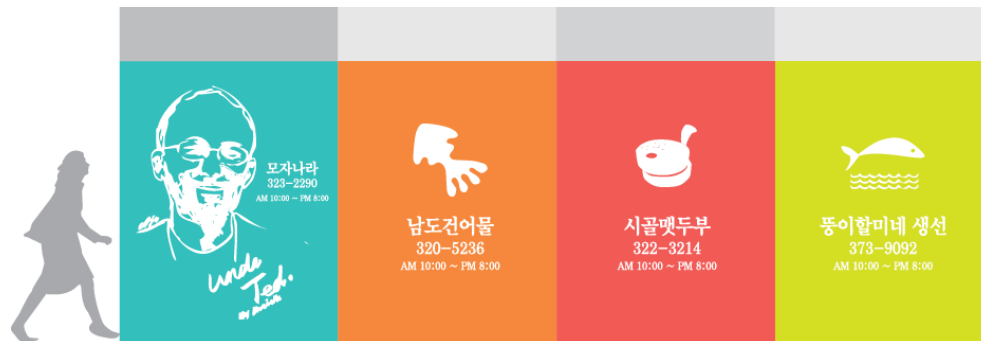 모자나라
323-2290
AM 10:00 ~ PM 8:00
Ted.
남도건어물
320-5236
AM 10:00 ~ PM 8:00
시골맷두부
322-3214
AM 10:00 ~ PM 8:00
뚱이할미네 생선
373-9092
AM 10:00 ~ PM 8:00